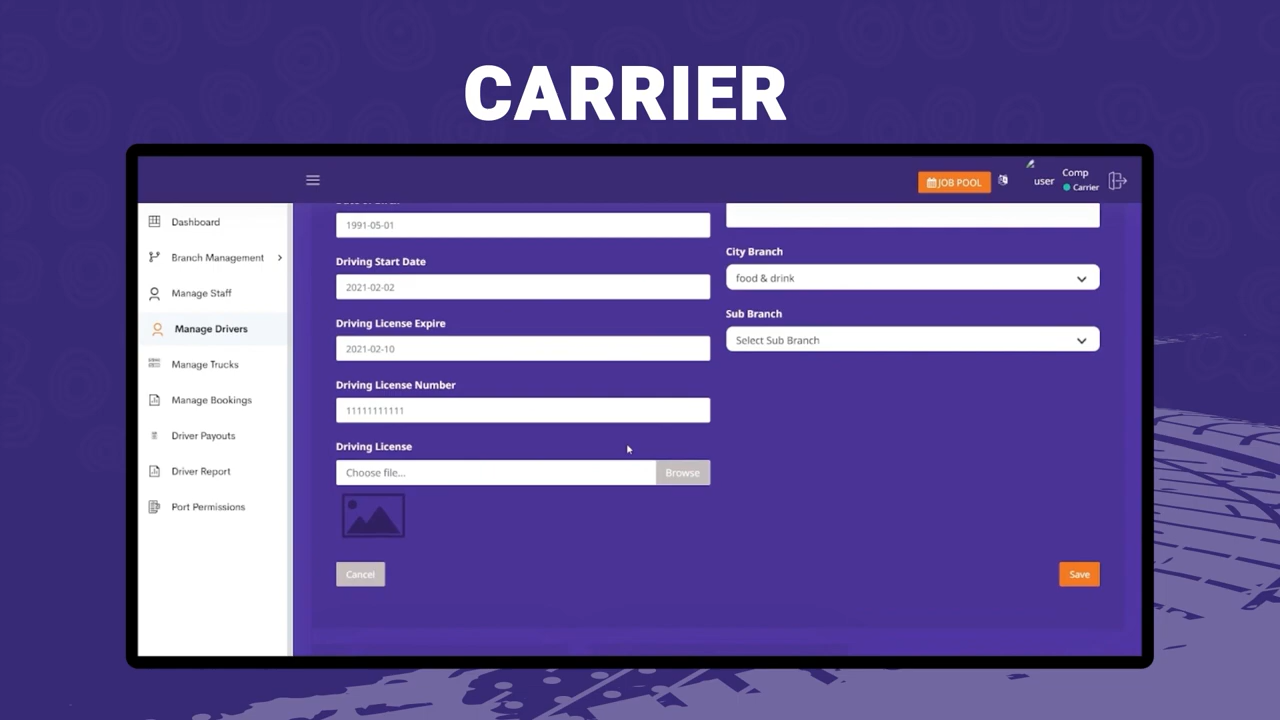 CARRIER
JOB POOL
user
Comp
Carrier
Dashboard
Branch Management
Manage Staff
Manage Drivers
Manage Trucks
Manage Bookings
Driver Payouts
Driver Report
Port Permissions
1991-05-01
Driving Start Date
2021-02-02
Driving License Expire
2021-02-10
Driving License Number
11111111111
Driving License
Choose file...
Browse
Cancel
City Branch
food & drink
Sub Branch
Select Sub Branch
Save